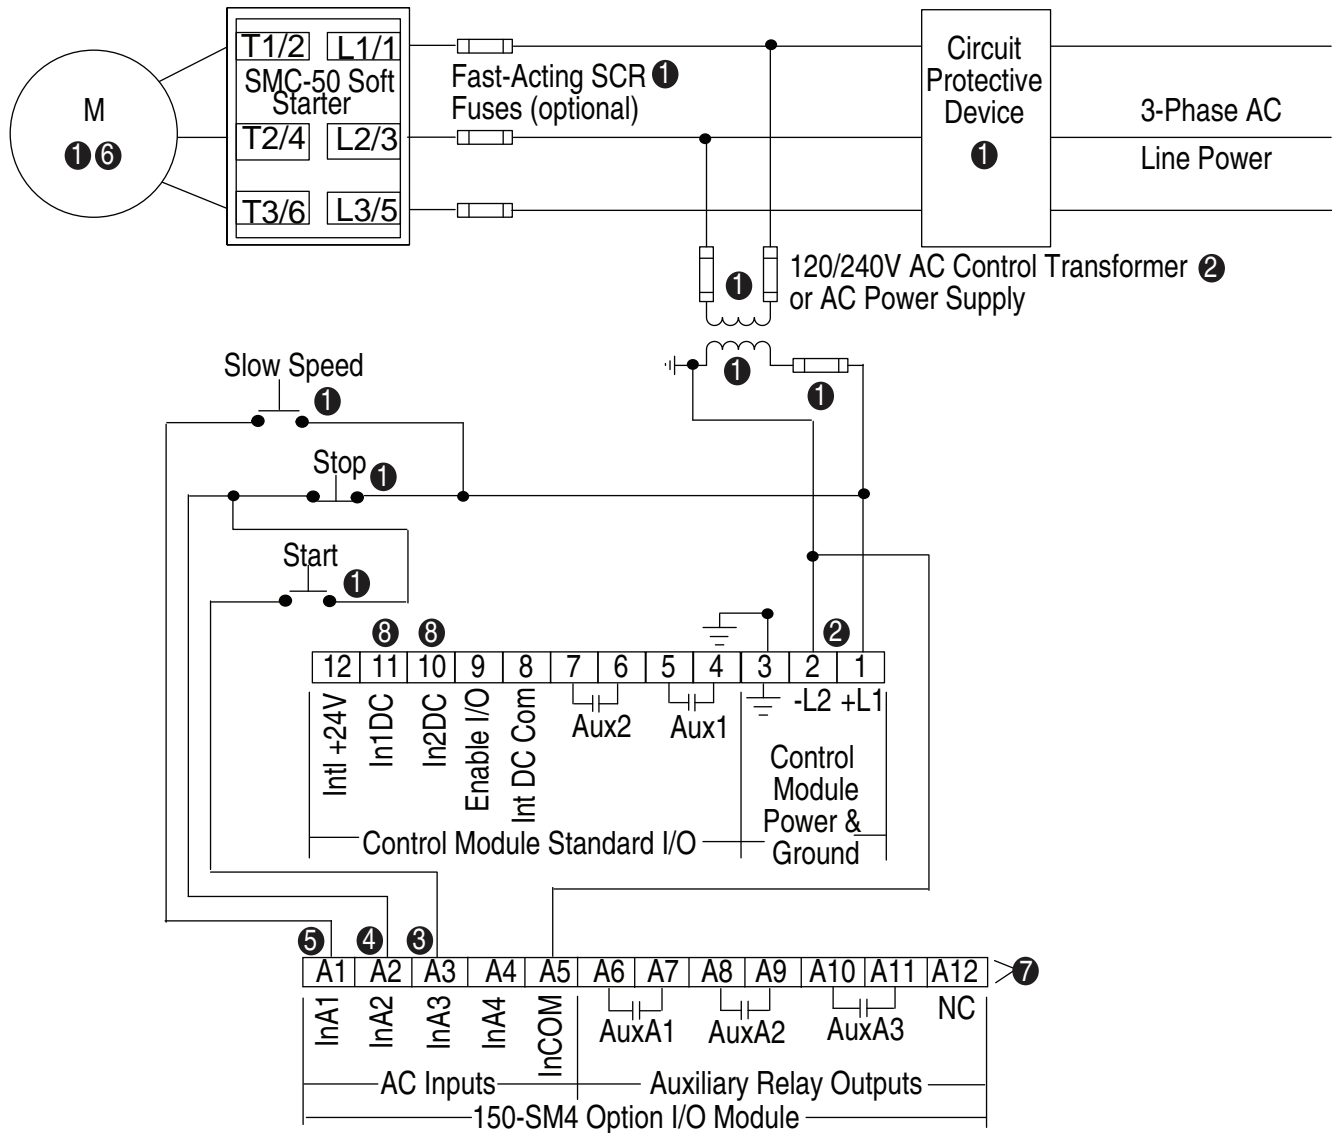 T1/2 L1/1
SMC-50 Soft
Starter
T2/4 L2/3
T3/6 L3/5
M
❶❻
Fast-Acting SCR ❶
Fuses (optional)
Circuit
Protective
Device
❶
3-Phase AC
Line Power
120/240V AC Control Transformer ❷
or AC Power Supply
❶
❶
❶
Slow Speed
❶
Stop
❶
Start
❶
❽ ❽ ❷
12 11 10 9 8 7 6 5 4 3 2 1
Intl +24V
In1DC
In2DC
Enable I/O
Int DC Com
Aux2
Aux1
-L2 +L1
Control Module Standard I/O
Control
Module
Power &
Ground
❺ ❹ ❸
A1 A2 A3 A4 A5 A6 A7 A8 A9 A10 A11 A12
❼
InA1
InA2
InA3
InA4
InCOM
AuxA1
AuxA2
AuxA3
NC
AC Inputs
Auxiliary Relay Outputs
150-SM4 Option I/O Module